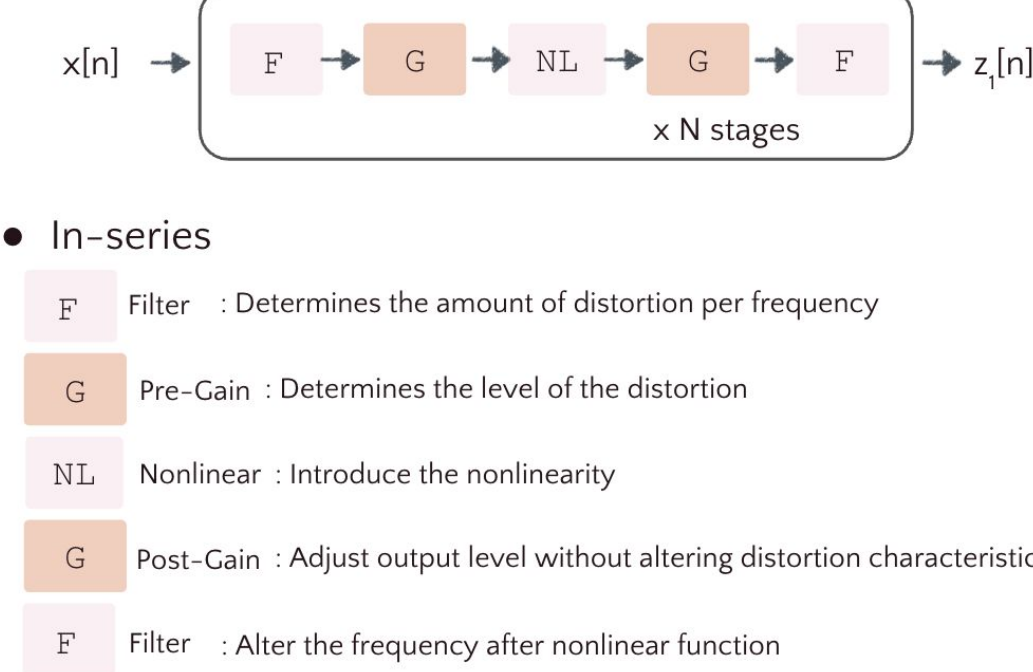 x[n] F G NL G F z₁[n]
x N stages
● In-series
F Filter : Determines the amount of distortion per frequency
G Pre-Gain : Determines the level of the distortion
NL Nonlinear : Introduce the nonlinearity
G Post-Gain : Adjust output level without altering distortion characteristic
F Filter : Alter the frequency after nonlinear function